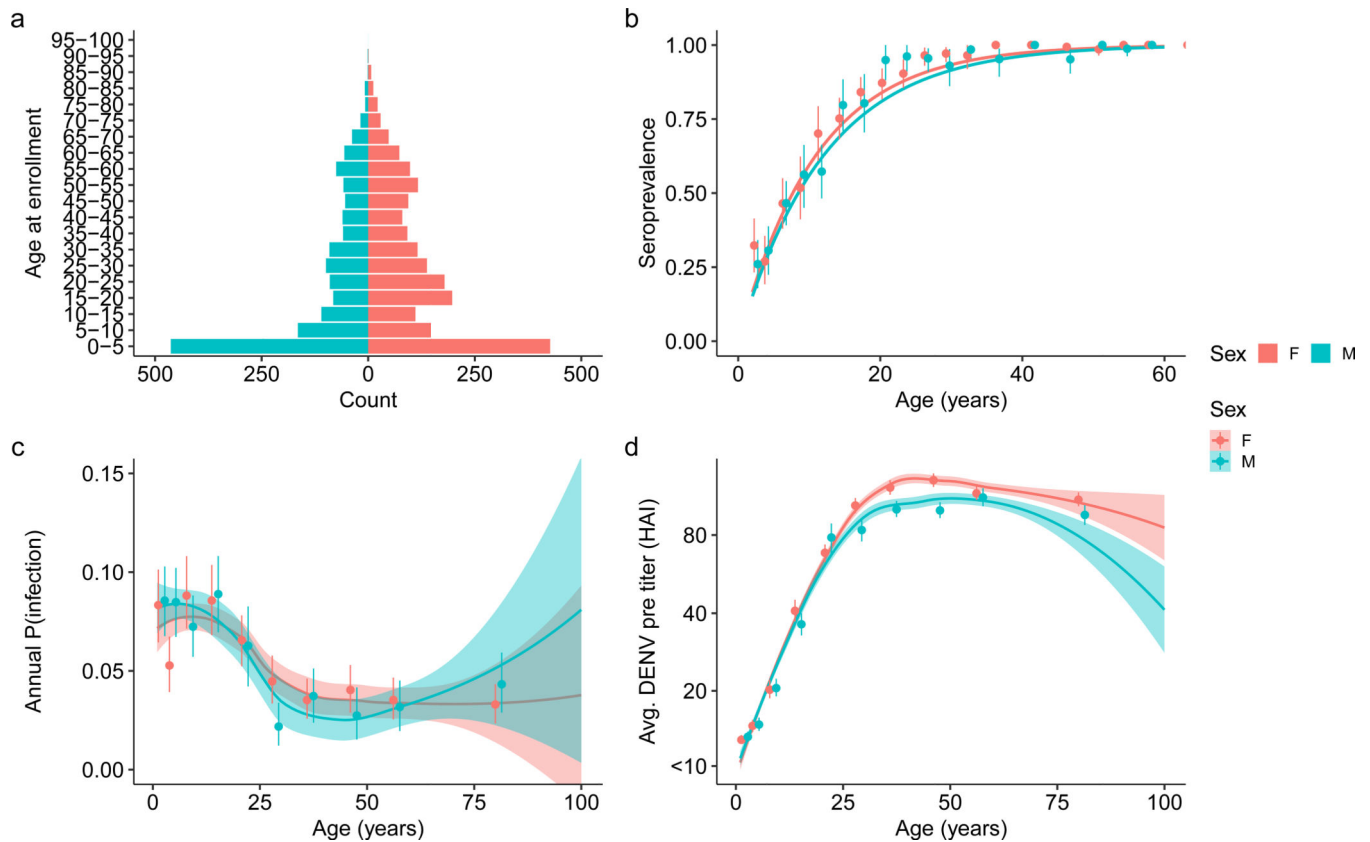 a
Age at enrollment
95−100
90−95
85−90
80−85
75−80
70−75
65−70
60−65
55−60
50−55
45−50
40−45
35−40
30−35
25−30
20−25
15−20
10−15
5−10
0−5
500 250 0 250 500
Count
b
Seroprevalence
1.00
0.75
0.50
0.25
0.00
0 20 40 60
Age (years)
Sex F M
Sex
F
M
c
Annual P(infection)
0.15
0.10
0.05
0.00
0 25 50 75 100
Age (years)
d
Avg. DENV pre titer (HAI)
80
40
20
<10
0 25 50 75 100
Age (years)